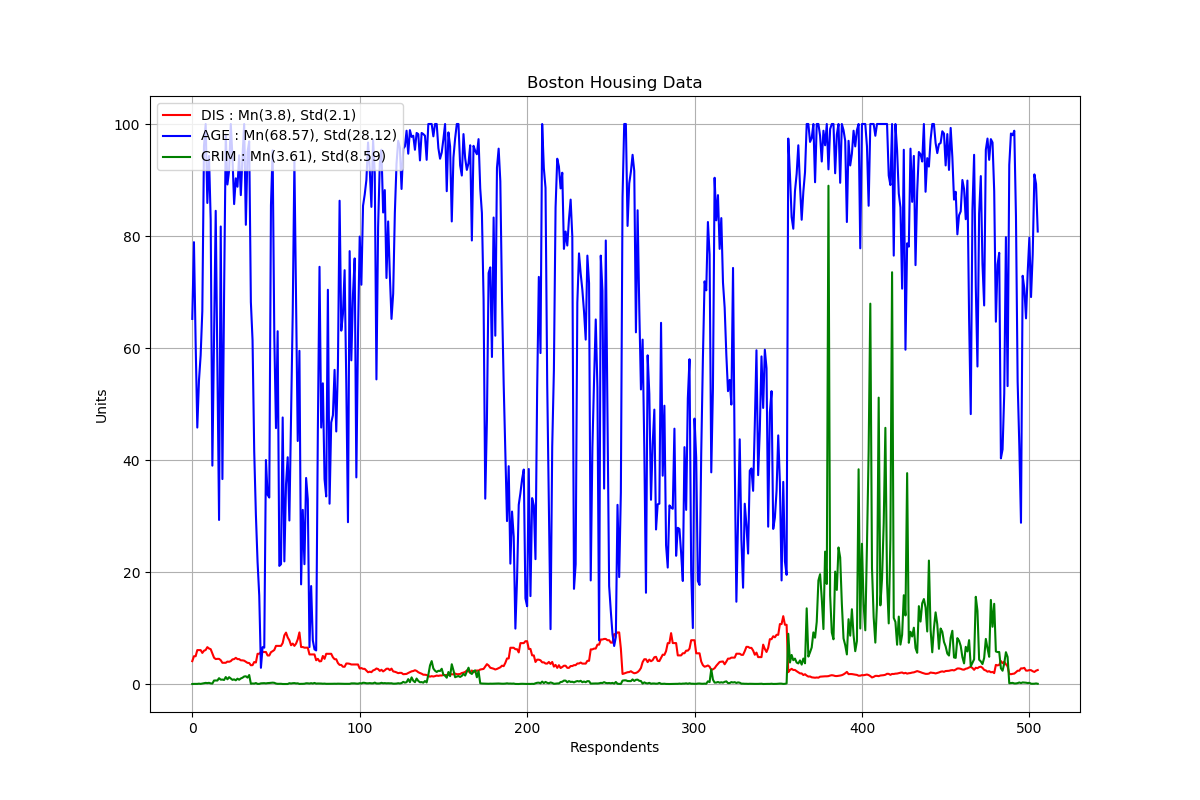 Boston Housing Data
DIS : Mn(3.8), Std(2.1)
AGE : Mn(68.57), Std(28.12)
CRIM : Mn(3.61), Std(8.59)
100
80
60
40
20
0
Units
0 100 200 300 400 500
Respondents